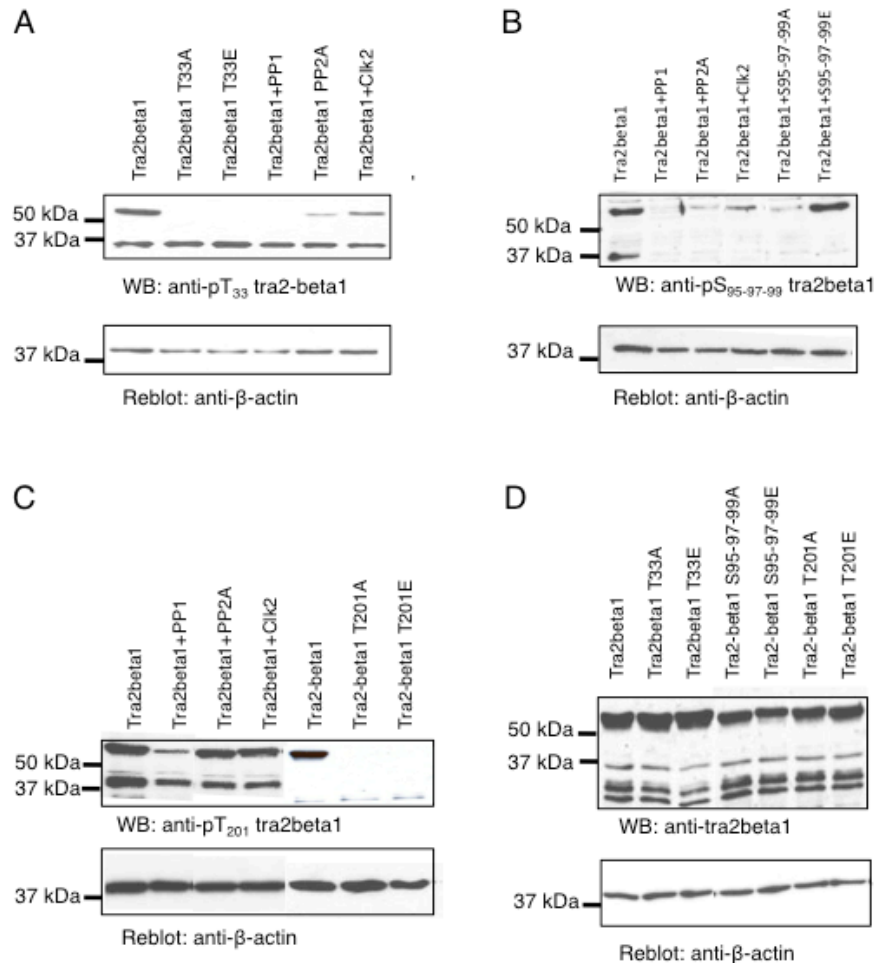 A
Tra2beta1
Tra2beta1 T33A
Tra2beta1 T33E
Tra2beta1+PP1
Tra2beta1 PP2A
Tra2beta1+Clk2
50 kDa
37 kDa
WB: anti-pT33 tra2-beta1
37 kDa
Reblot: anti-β-actin
B
Tra2beta1
Tra2beta1+PP1
Tra2beta1+PP2A
Tra2beta1+Clk2
Tra2beta1+S95-97-99A
Tra2beta1+S95-97-99E
50 kDa
37 kDa
WB: anti-pS95-97-99 tra2beta1
37 kDa
Reblot: anti-β-actin
C
Tra2beta1
Tra2beta1+PP1
Tra2beta1+PP2A
Tra2beta1+Clk2
Tra2-beta1
Tra2-beta1 T201A
Tra2-beta1 T201E
50 kDa
37 kDa
WB: anti-pT201 tra2beta1
37 kDa
Reblot: anti-β-actin
D
Tra2beta1
Tra2-beta1 T33A
Tra2-beta1 T33E
Tra2-beta1 S95-97-99A
Tra2-beta1 S95-97-99E
Tra2-beta1 T201A
Tra2-beta1 T201E
50 kDa
37 kDa
WB: anti-tra2beta1
37 kDa
Reblot: anti-β-actin